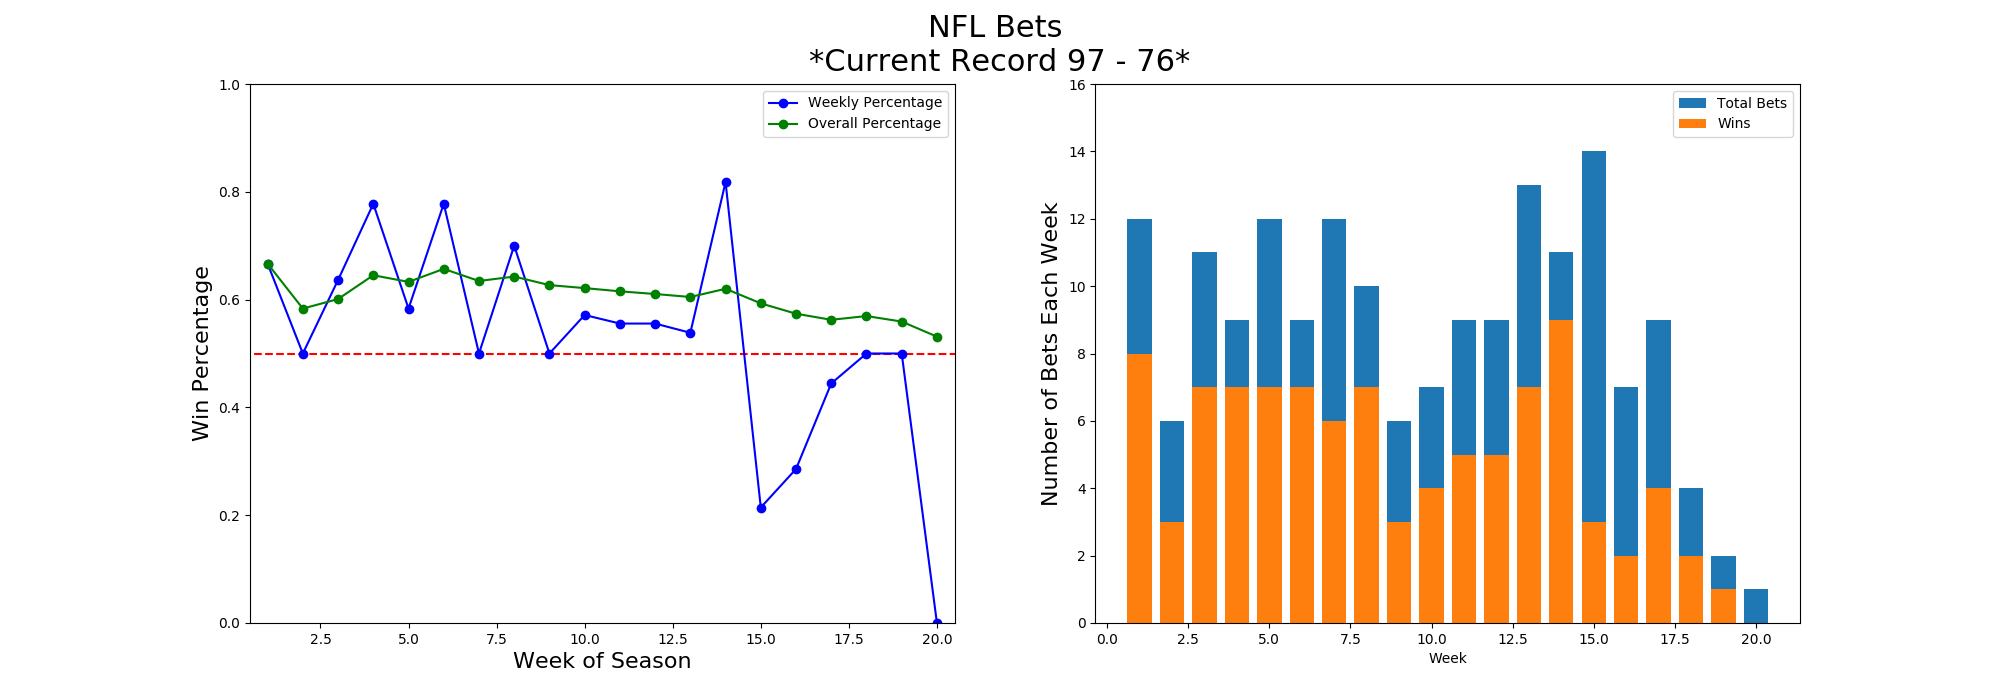 NFL Bets
*Current Record 97 - 76*
1.0
0.8
0.6
0.4
0.2
0.0
Win Percentage
Weekly Percentage
Overall Percentage
2.5 5.0 7.5 10.0 12.5 15.0 17.5 20.0
Week of Season
16
14
12
10
8
6
4
2
0
Number of Bets Each Week
Total Bets
Wins
0.0 2.5 5.0 7.5 10.0 12.5 15.0 17.5 20.0
Week